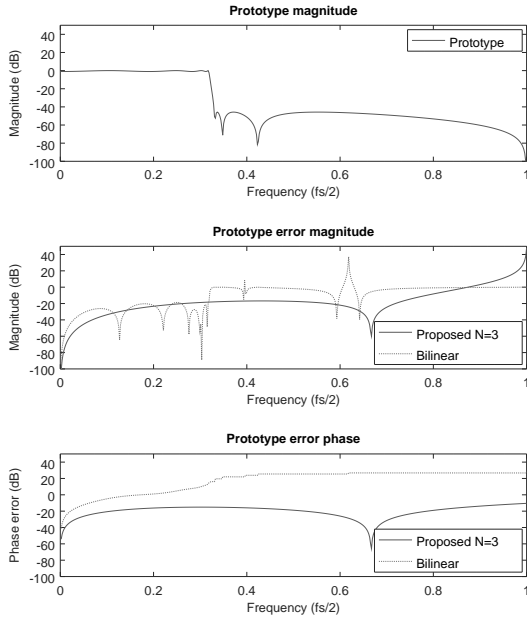 Prototype magnitude
Magnitude (dB)
40
20
0
-20
-40
-60
-80
-100
Prototype
0 0.2 0.4 0.6 0.8 1
Frequency (fs/2)
Prototype error magnitude
Magnitude (dB)
40
20
0
-20
-40
-60
-80
-100
Proposed N=3
Bilinear
0 0.2 0.4 0.6 0.8 1
Frequency (fs/2)
Prototype error phase
Phase error (dB)
40
20
0
-20
-40
-60
-80
-100
Proposed N=3
Bilinear
0 0.2 0.4 0.6 0.8 1
Frequency (fs/2)